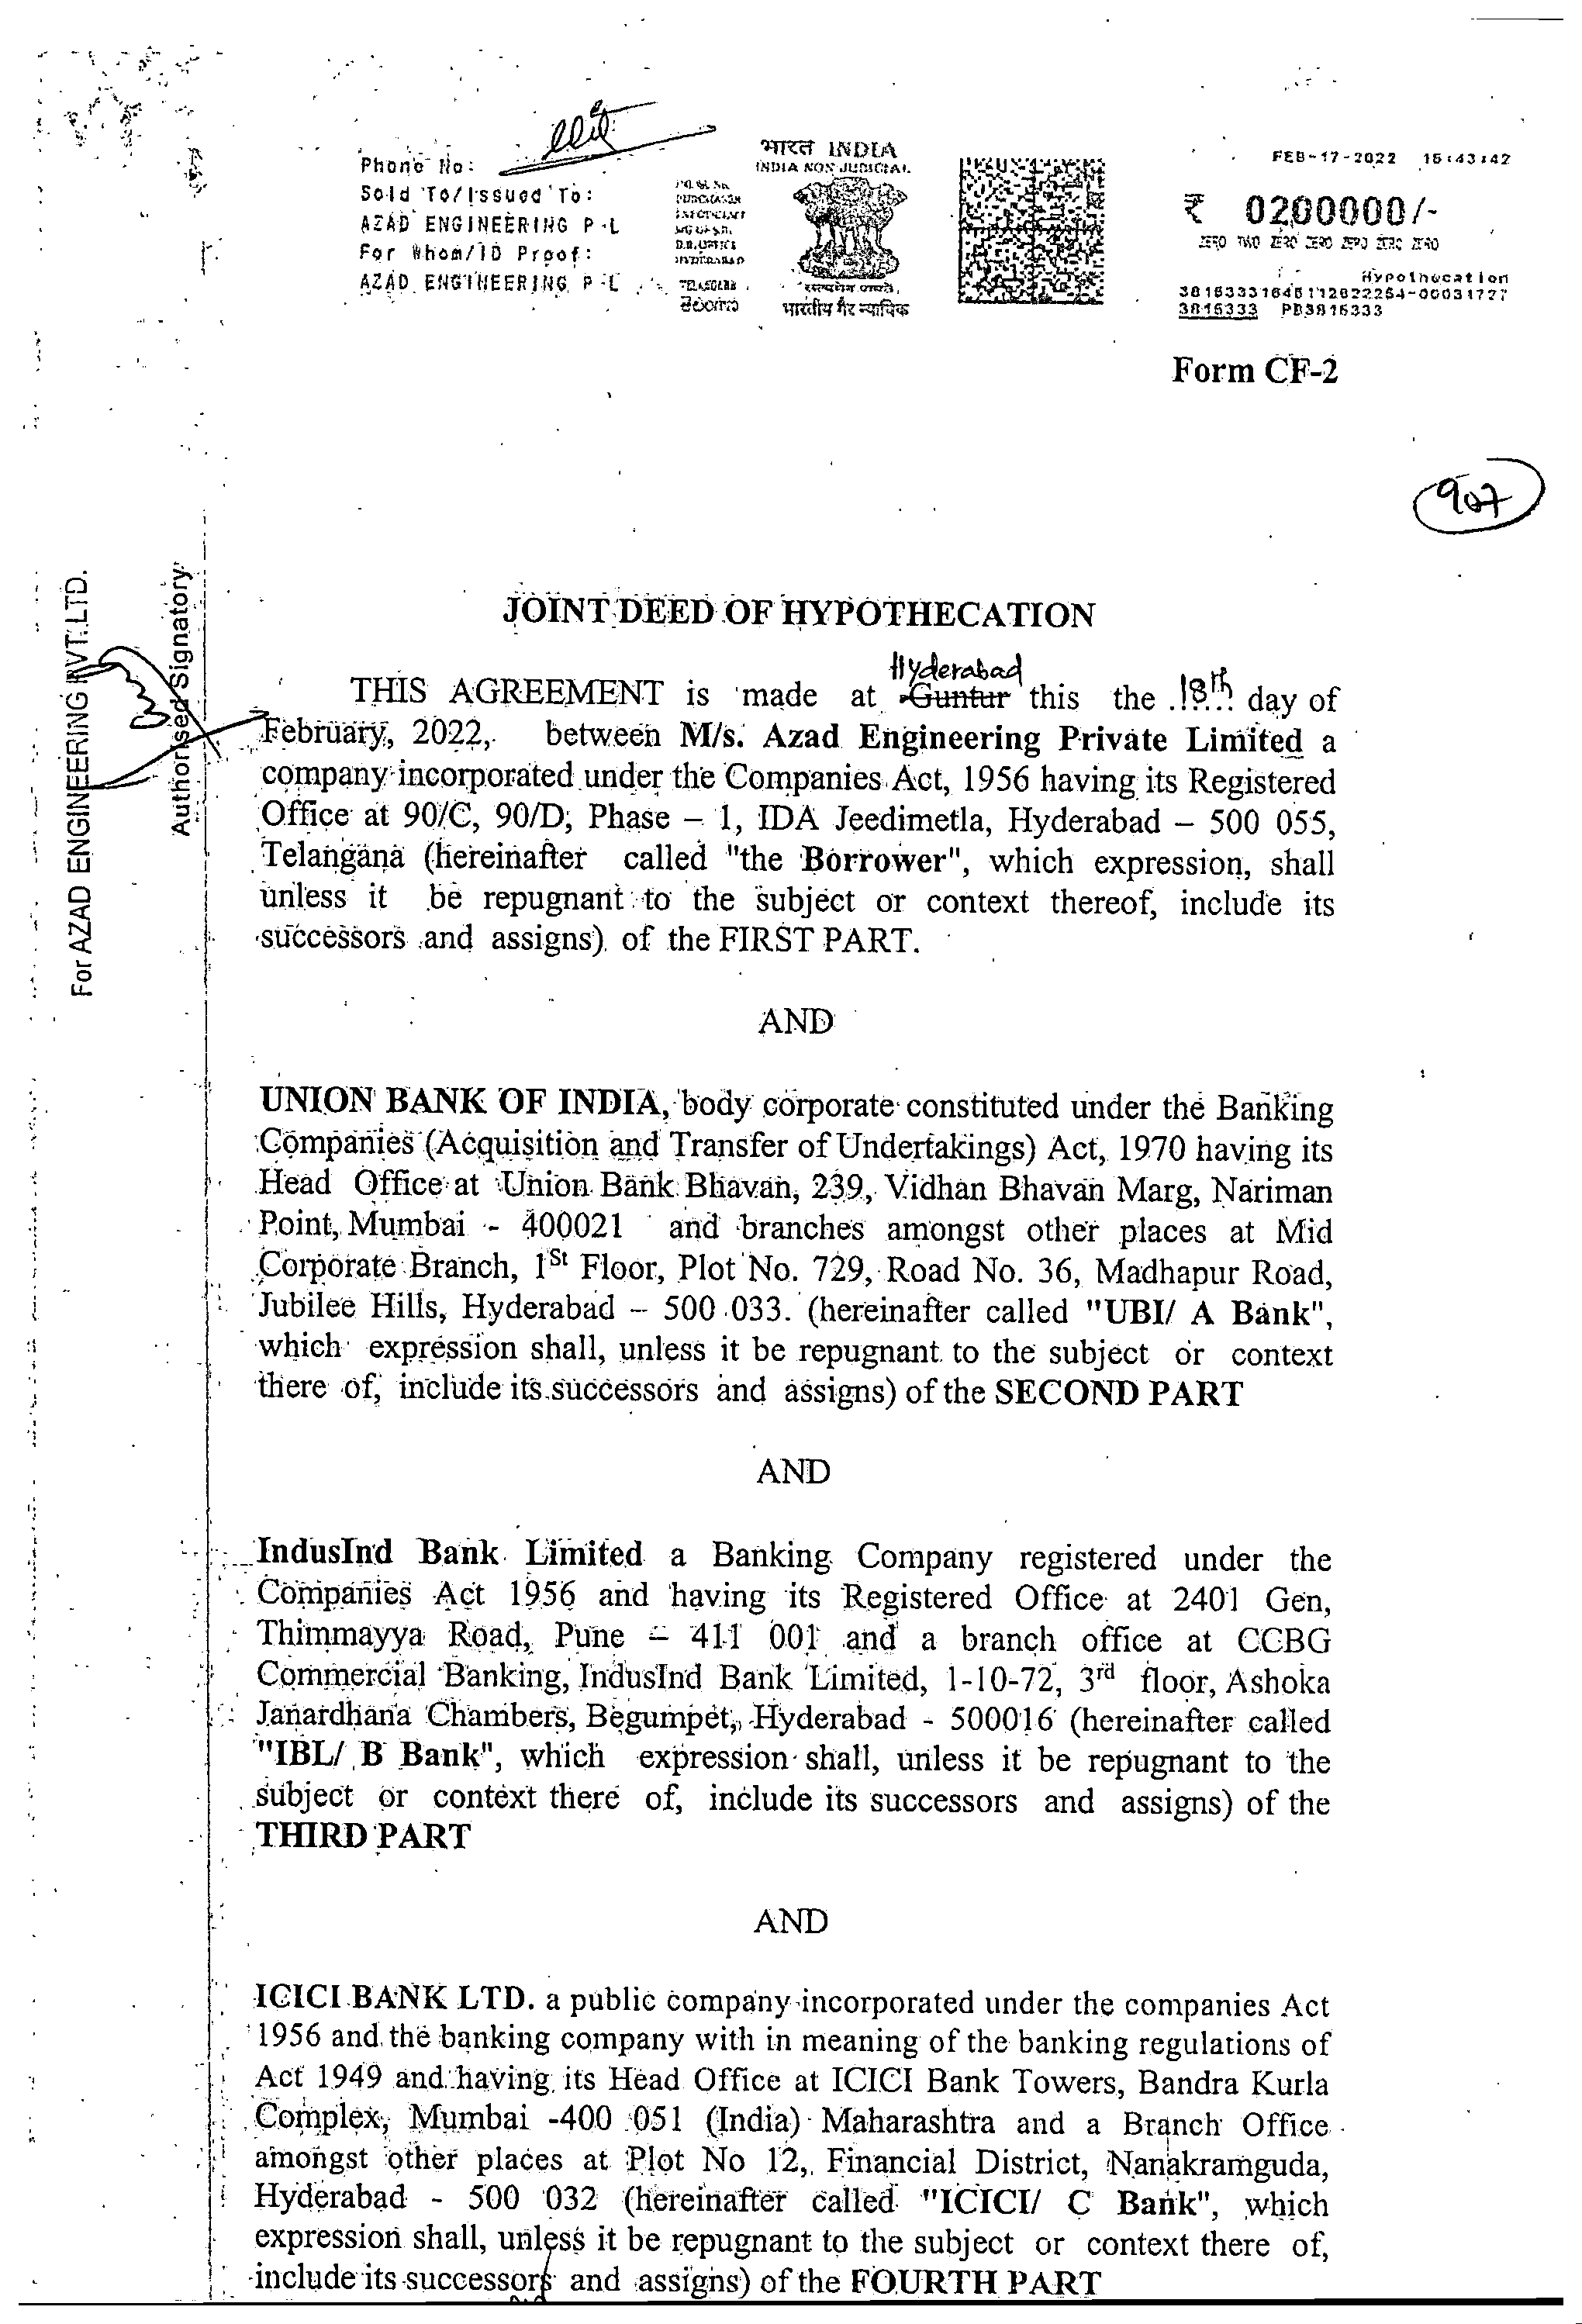 Phone No:
Sold To/Issued To:
AZAD ENGINEERING P L
For Whom/ID Proof:
AZAD ENGINEERING P L
भारत INDIA
INDIA NON JUDICIAL
HYDERABAD
सत्यमेव जयते
भारतीय गैर न्यायिक
FEB-17-2022 15:43:42
₹ 0200000/-
ZERO TWO ZERO ZERO ZERO ZERO ZERO
Hypothecation
3815333 PB3815333
Form CF-2
907
For AZAD ENGINEERING PVT. LTD.
Authorised Signatory
JOINT DEED OF HYPOTHECATION
Hyderabad
THIS AGREEMENT is made at Guntur this the 18th day of
February, 2022, between M/s. Azad Engineering Private Limited a
company incorporated under the Companies Act, 1956 having its Registered
Office at 90/C, 90/D, Phase – 1, IDA Jeedimetla, Hyderabad – 500 055,
Telangana (hereinafter called "the Borrower", which expression, shall
unless it be repugnant to the subject or context thereof, include its
successors and assigns) of the FIRST PART.
AND
UNION BANK OF INDIA, body corporate constituted under the Banking
Companies (Acquisition and Transfer of Undertakings) Act, 1970 having its
Head Office at Union Bank Bhavan, 239, Vidhan Bhavan Marg, Nariman
Point, Mumbai - 400021 and branches amongst other places at Mid
Corporate Branch, 1St Floor, Plot No. 729, Road No. 36, Madhapur Road,
Jubilee Hills, Hyderabad – 500 033. (hereinafter called "UBI/ A Bank",
which expression shall, unless it be repugnant to the subject or context
there of, include its successors and assigns) of the SECOND PART
AND
IndusInd Bank Limited a Banking Company registered under the
Companies Act 1956 and having its Registered Office at 2401 Gen,
Thimmayya Road, Pune – 411 001 and a branch office at CCBG
Commercial Banking, IndusInd Bank Limited, 1-10-72, 3rd floor, Ashoka
Janardhana Chambers, Begumpet, Hyderabad - 500016 (hereinafter called
"IBL/ B Bank", which expression shall, unless it be repugnant to the
subject or context there of, include its successors and assigns) of the
THIRD PART
AND
ICICI BANK LTD. a public company incorporated under the companies Act
1956 and the banking company with in meaning of the banking regulations of
Act 1949 and having its Head Office at ICICI Bank Towers, Bandra Kurla
Complex, Mumbai -400 051 (India) Maharashtra and a Branch Office
amongst other places at Plot No 12, Financial District, Nanakramguda,
Hyderabad - 500 032 (hereinafter called "ICICI/ C Bank", which
expression shall, unless it be repugnant to the subject or context there of,
include its successors and assigns) of the FOURTH PART